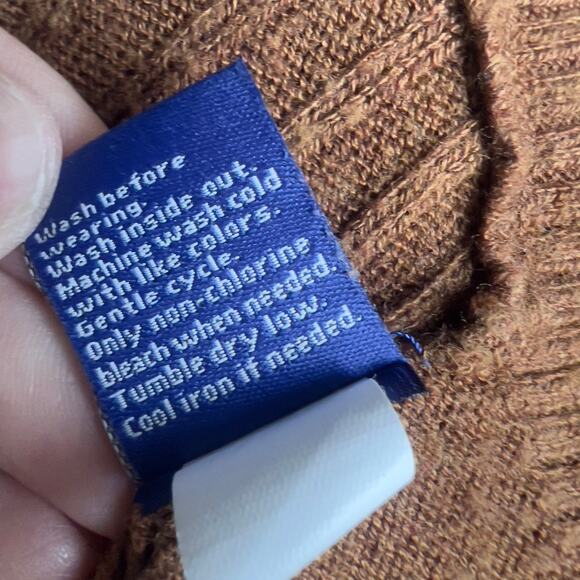 Wash before
wearing.
Wash inside out.
Machine wash cold
with like colors.
Gentle cycle.
Only non-chlorine
bleach when needed.
Tumble dry low.
Cool iron if needed.